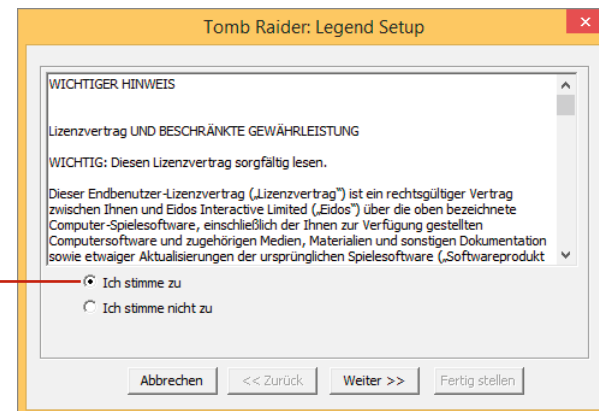 Tomb Raider: Legend Setup
WICHTIGER HINWEIS
Lizenzvertrag UND BESCHRÄNKTE GEWÄHRLEISTUNG
WICHTIG: Diesen Lizenzvertrag sorgfältig lesen.
Dieser Endbenutzer-Lizenzvertrag („Lizenzvertrag") ist ein rechtsgültiger Vertrag
zwischen Ihnen und Eidos Interactive Limited („Eidos") über die oben bezeichnete
Computer-Spielesoftware, einschließlich der Ihnen zur Verfügung gestellten
Computersoftware und zugehörigen Medien, Materialien und sonstigen Dokumentation
sowie etwaiger Aktualisierungen der ursprünglichen Spielesoftware („Softwareprodukt
Ich stimme zu
Ich stimme nicht zu
Abbrechen << Zurück Weiter >> Fertig stellen